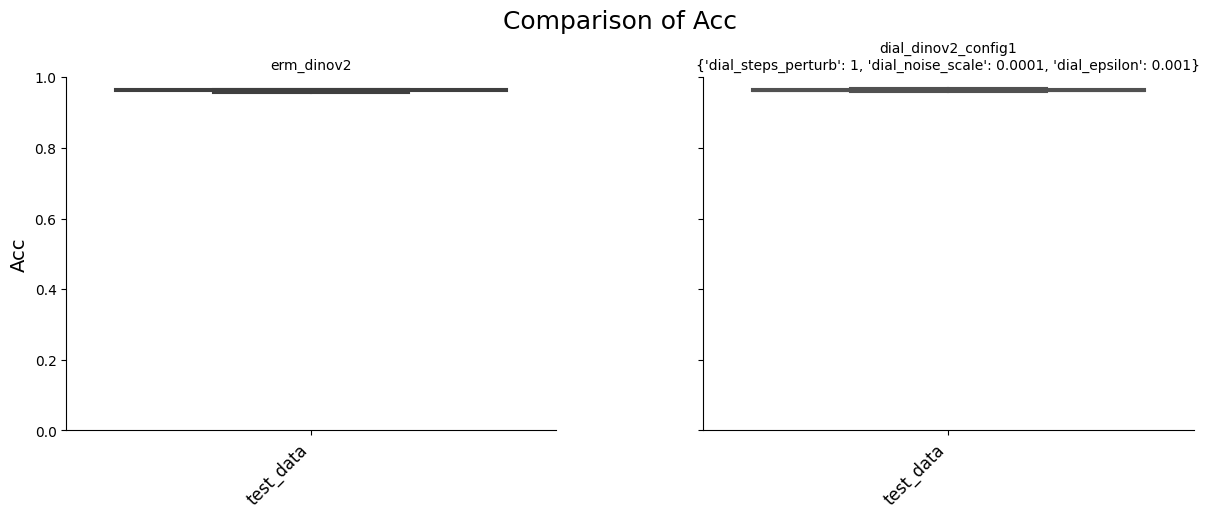 Comparison of Acc
erm_dinov2
dial_dinov2_config1
{'dial_steps_perturb': 1, 'dial_noise_scale': 0.0001, 'dial_epsilon': 0.001}
1.0
0.8
0.6
0.4
0.2
0.0
Acc
test_data
test_data